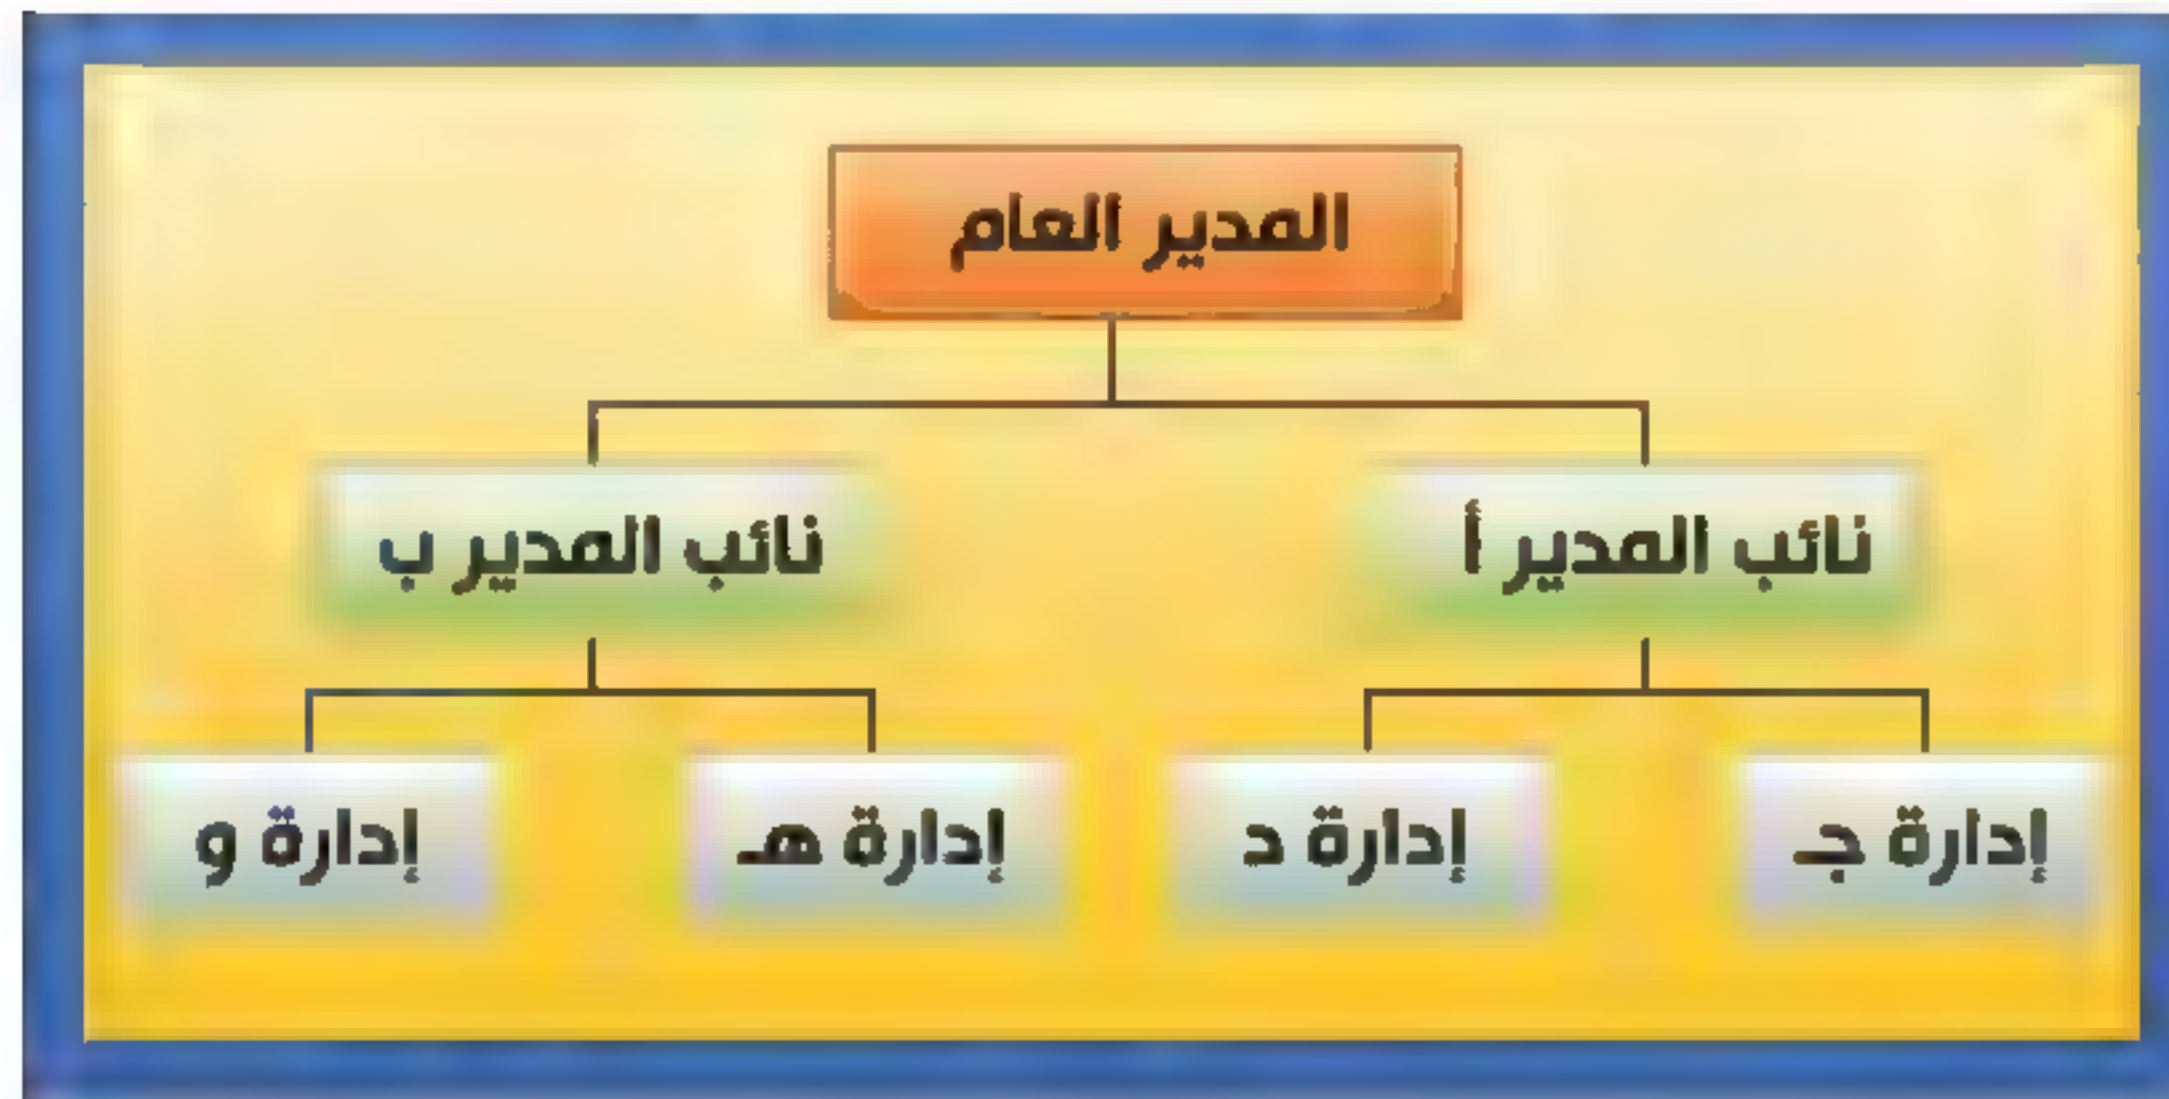 المدير العام
نائب المدير أ
نائب المدير ب
إدارة جـ
إدارة د
إدارة هـ
إدارة و